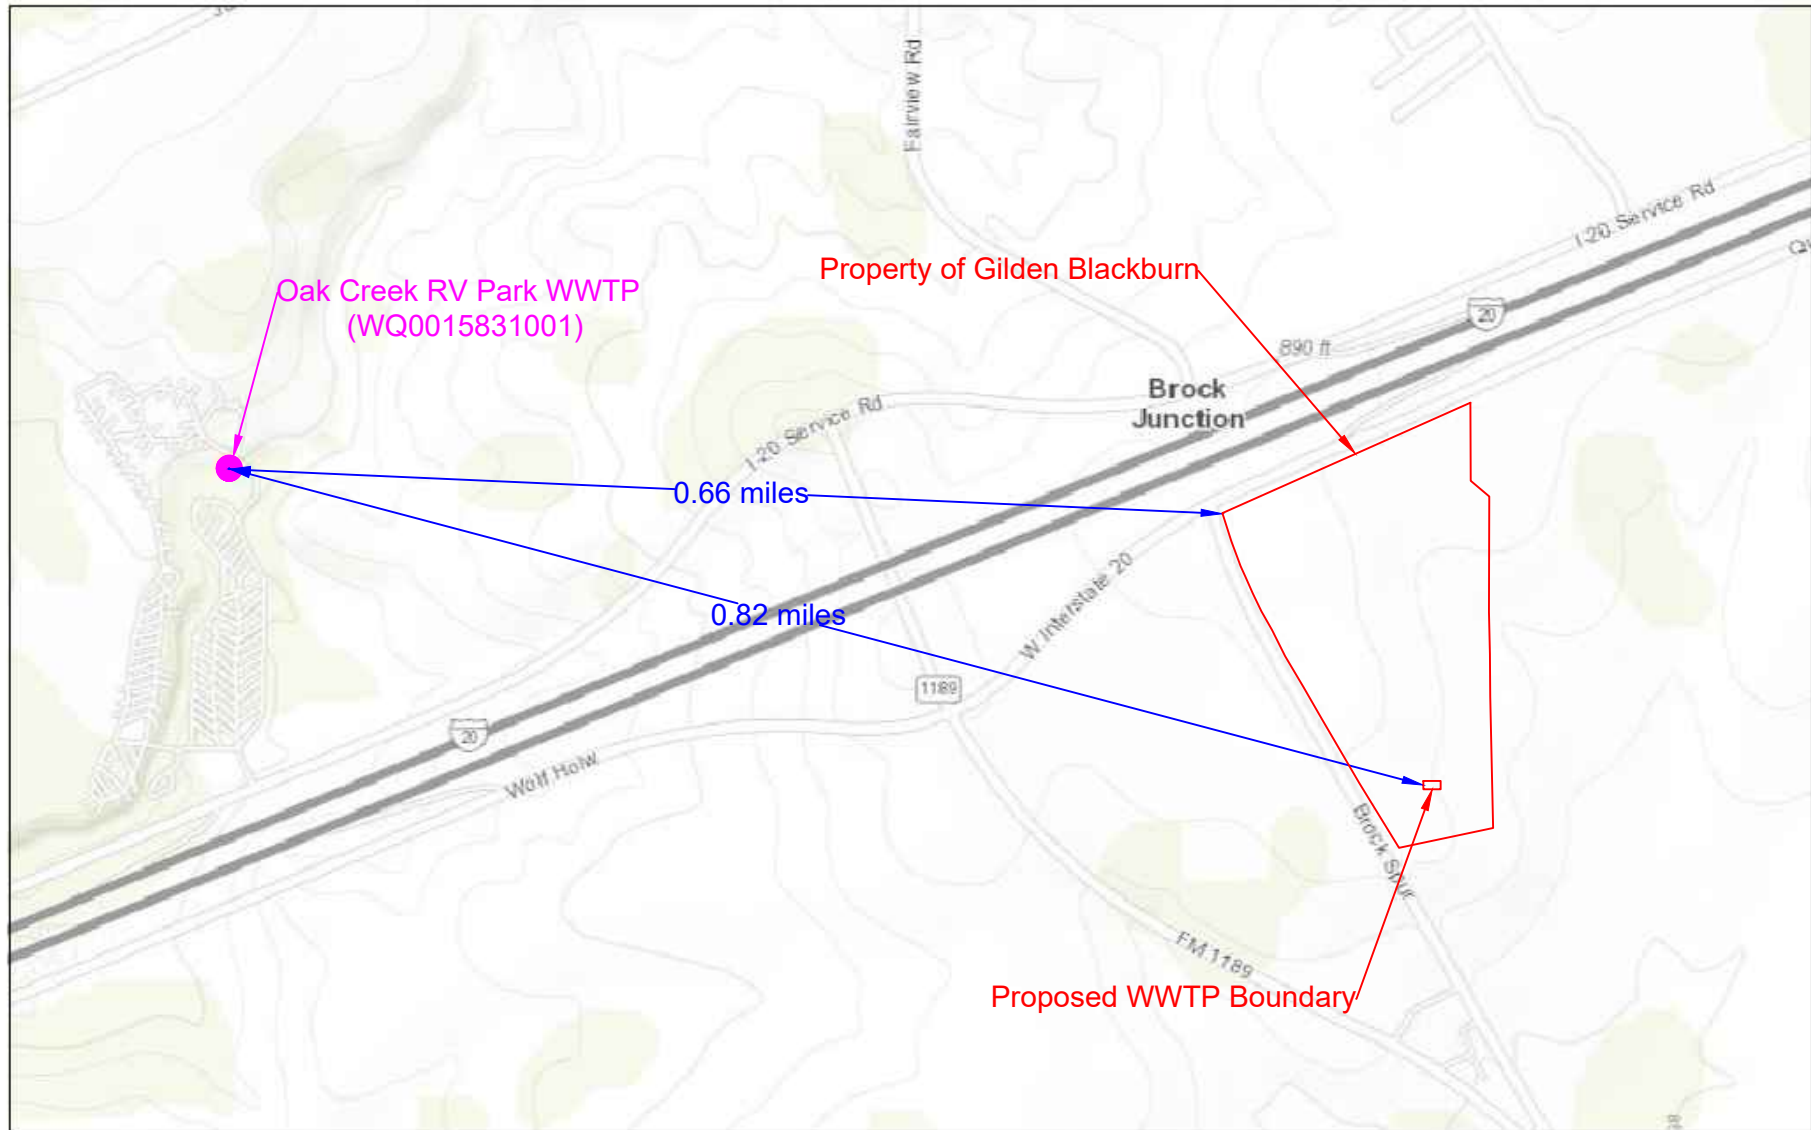 Fairview Rd
I-20 Service Rd
Property of Gilden Blackburn
Oak Creek RV Park WWTP
(WQ0015831001)
20
890 ft
Brock
Junction
I-20 Service Rd
0.66 miles
W Interstate 20
0.82 miles
1189
20
Wolf Holw
Brock Spur
FM 1189
Proposed WWTP Boundary